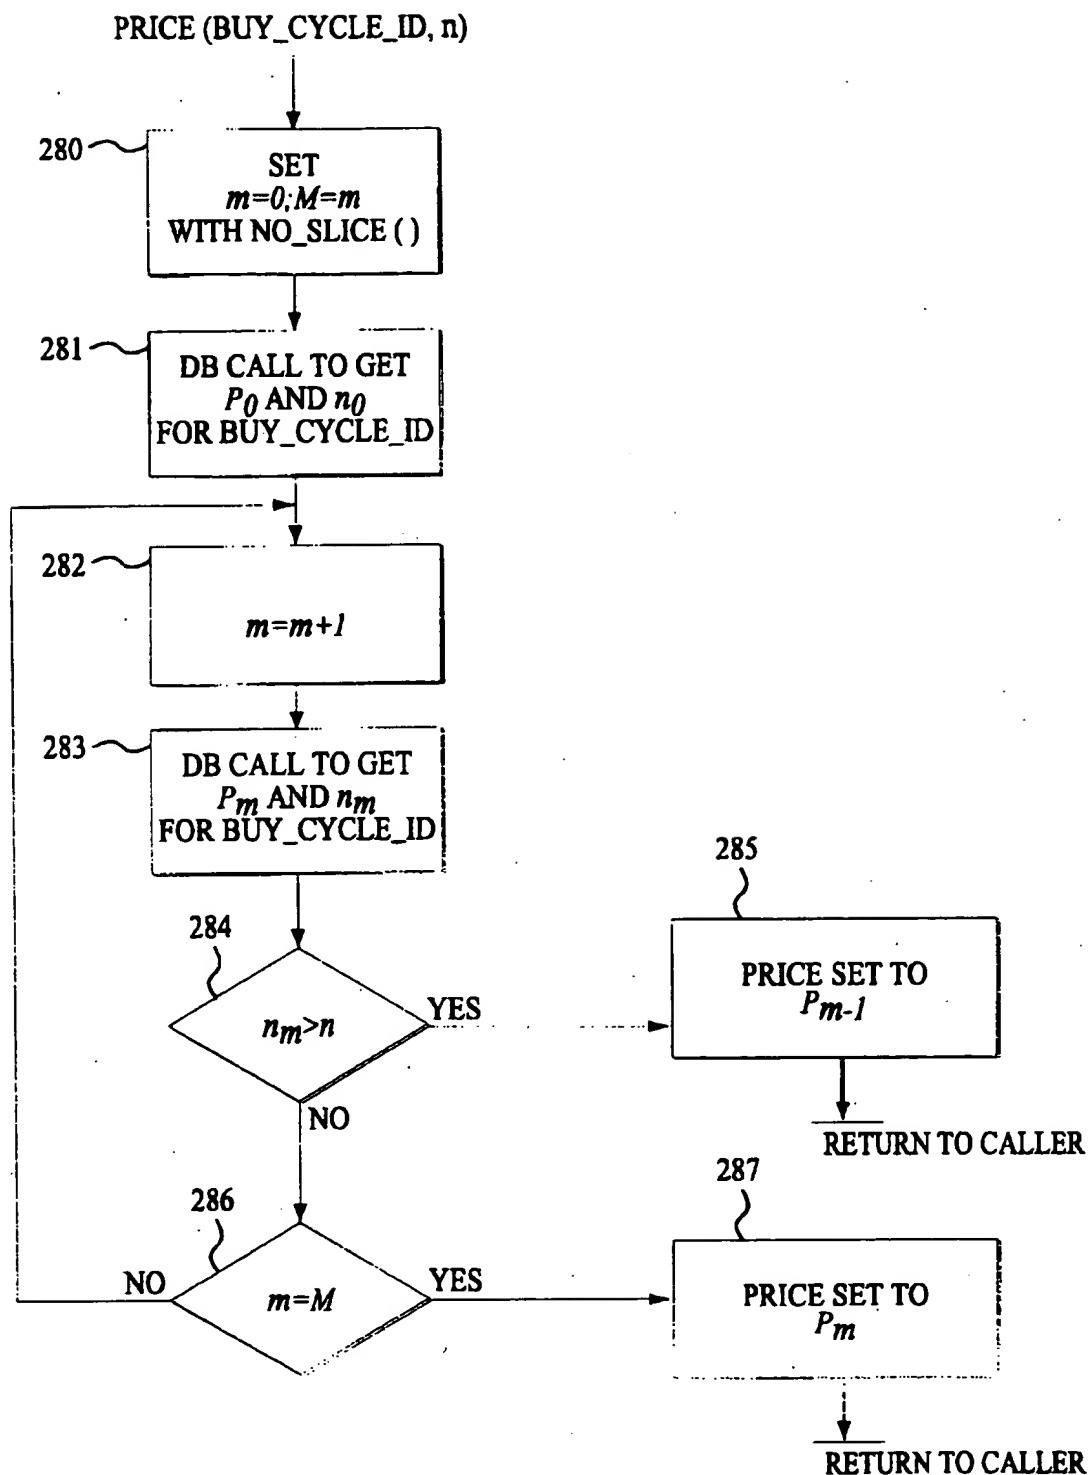 PRICE (BUY_CYCLE_ID, n)
280
SET
m=0;M=m
WITH NO_SLICE ( )
281
DB CALL TO GET
P0 AND n0
FOR BUY_CYCLE_ID
282
m=m+1
283
DB CALL TO GET
Pm AND nm
FOR BUY_CYCLE_ID
284
nm>n
YES
NO
285
PRICE SET TO
Pm-1
RETURN TO CALLER
286
m=M
NO
YES
287
PRICE SET TO
Pm
RETURN TO CALLER